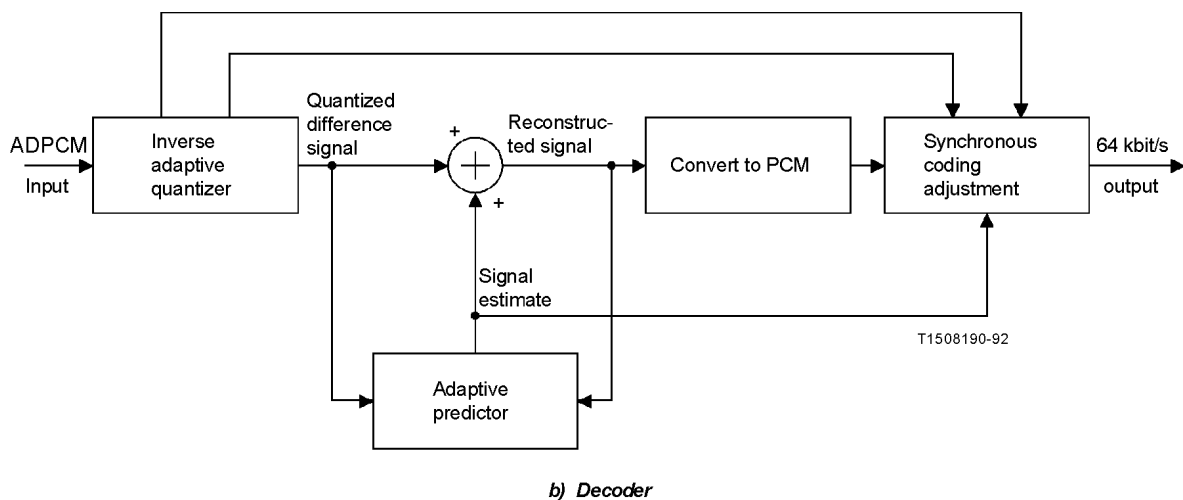 ADPCM
Input
Inverse
adaptive
quantizer
Quantized
difference
signal
+
+
Reconstruc-
ted signal
Convert to PCM
Synchronous
coding
adjustment
64 kbit/s
output
Signal
estimate
T1508190-92
Adaptive
predictor
b) Decoder